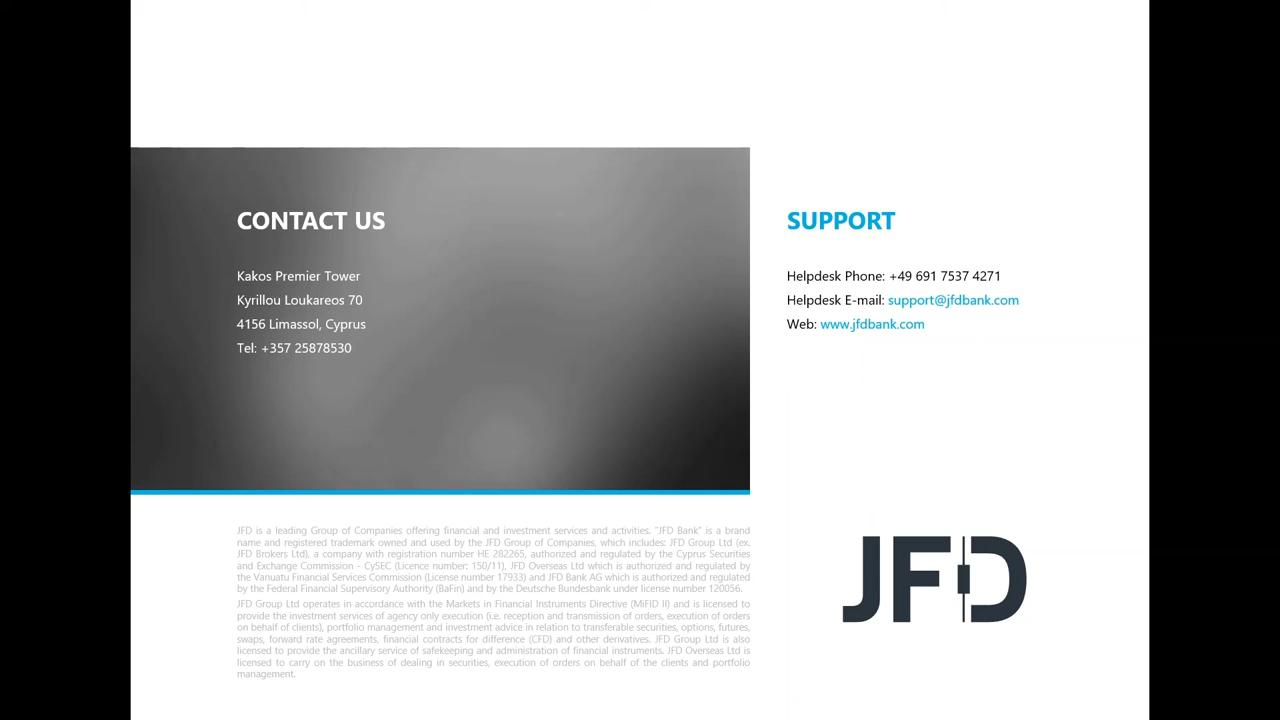 CONTACT US
Kakos Premier Tower
Kyrillou Loukareos 70
4156 Limassol, Cyprus
Tel: +357 25878530
SUPPORT
Helpdesk Phone: +49 691 7537 4271
Helpdesk E-mail: support@jfdbank.com
Web: www.jfdbank.com
JFD is a leading Group of Companies offering financial and investment services and activities. "JFD Bank" is a brand
name and registered trademark owned and used by the JFD Group of Companies, which includes: JFD Group Ltd (ex.
JFD Brokers Ltd), a company with registration number HE 282265, authorized and regulated by the Cyprus Securities
and Exchange Commission - CySEC (Licence number: 150/11), JFD Overseas Ltd which is authorized and regulated by
the Vanuatu Financial Services Commission (License number 17933) and JFD Bank AG which is authorized and regulated
by the Federal Financial Supervisory Authority (BaFin) and by the Deutsche Bundesbank under license number 120056.
JFD Group Ltd operates in accordance with the Markets in Financial Instruments Directive (MiFID II) and is licensed to
provide the investment services of agency only execution (i.e. reception and transmission of orders, execution of orders
on behalf of clients), portfolio management and investment advice in relation to transferable securities, options, futures,
swaps, forward rate agreements, financial contracts for difference (CFD) and other derivatives. JFD Group Ltd is also
licensed to provide the ancillary service of safekeeping and administration of financial instruments. JFD Overseas Ltd is
licensed to carry on the business of dealing in securities, execution of orders on behalf of the clients and portfolio
management.
JFD